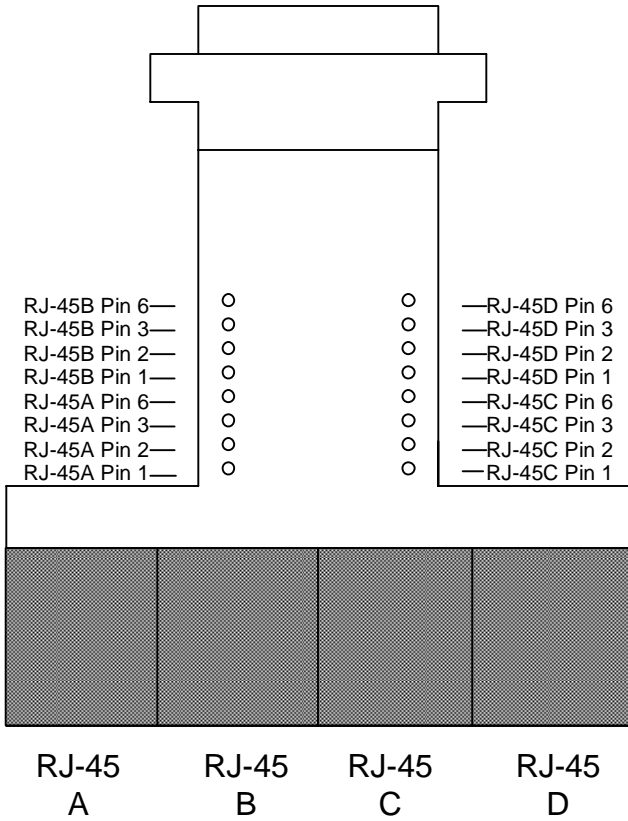 RJ-45B Pin 6
RJ-45B Pin 3
RJ-45B Pin 2
RJ-45B Pin 1
RJ-45A Pin 6
RJ-45A Pin 3
RJ-45A Pin 2
RJ-45A Pin 1
RJ-45D Pin 6
RJ-45D Pin 3
RJ-45D Pin 2
RJ-45D Pin 1
RJ-45C Pin 6
RJ-45C Pin 3
RJ-45C Pin 2
RJ-45C Pin 1
RJ-45
A
RJ-45
B
RJ-45
C
RJ-45
D